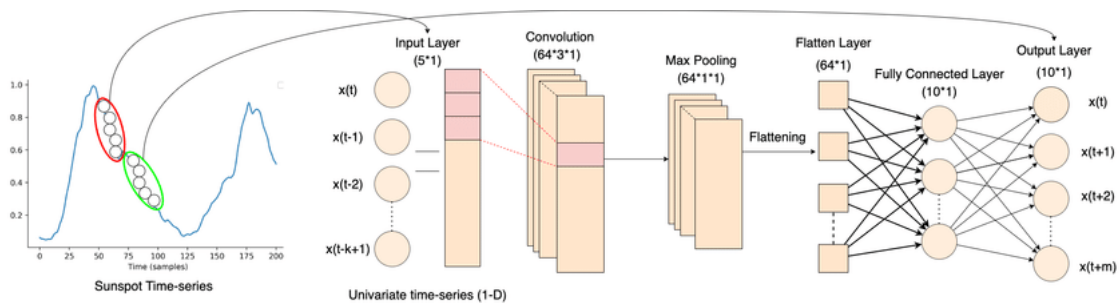 1.0
0.8
0.6
0.4
0.2
0 25 50 75 100 125 150 175 200
Time (samples)
Sunspot Time-series
Input Layer
(5*1)
x(t)
x(t-1)
x(t-2)
x(t-k+1)
Univariate time-series (1-D)
Convolution
(64*3*1)
Max Pooling
(64*1*1)
Flattening
Flatten Layer
(64*1)
Fully Connected Layer
(10*1)
Output Layer
(10*1)
x(t)
x(t+1)
x(t+2)
x(t+m)